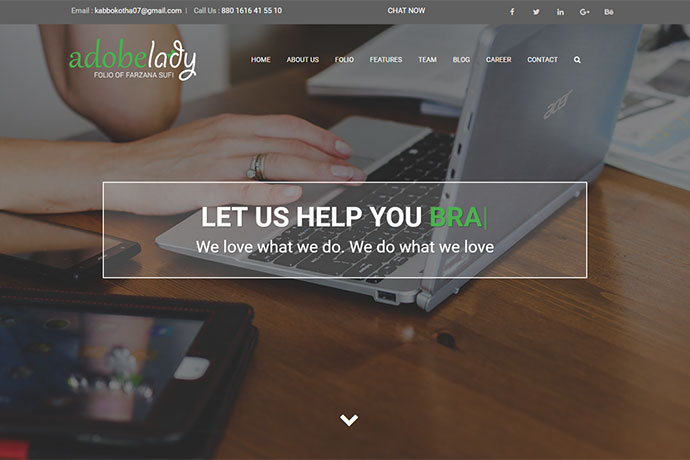 Email : kabbokotha07@gmail.com | Call Us : 880 1616 41 55 10
CHAT NOW
adobelady
FOLIO OF FARZANA SUFI
HOME ABOUT US FOLIO FEATURES TEAM BLOG CAREER CONTACT
acer
LET US HELP YOU BRA|
We love what we do. We do what we love